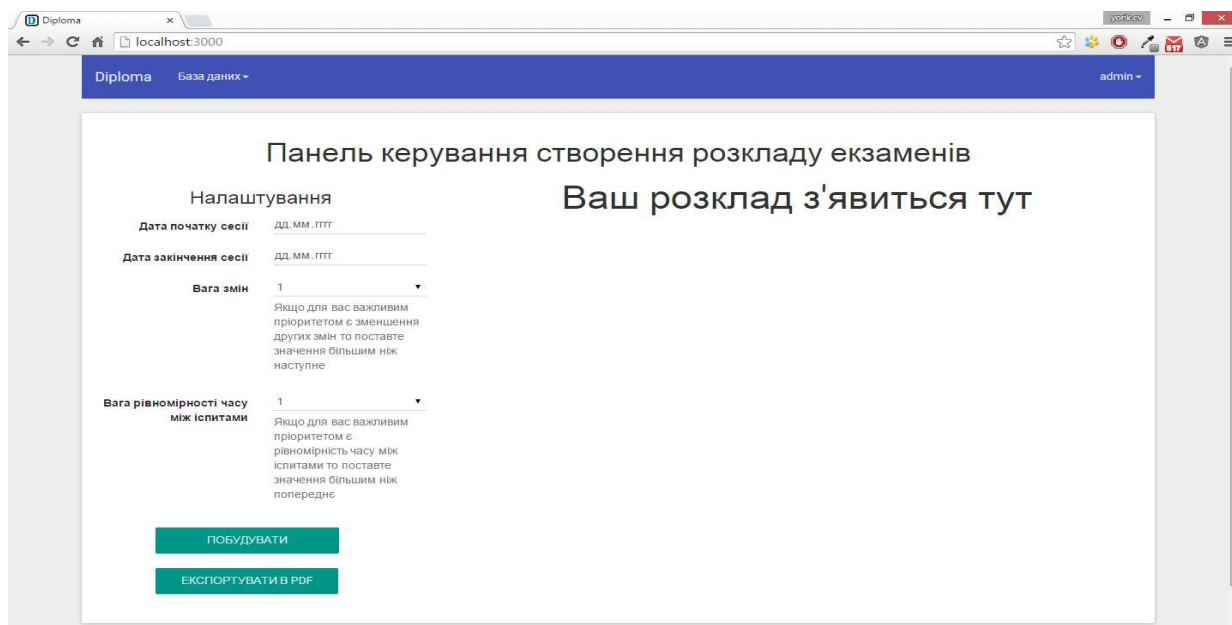 Diploma
iyonk.cv
localhost:3000
817
Diploma База даних
admin
Панель керування створення розкладу екзаменів
Налаштування
Ваш розклад з'явиться тут
Дата початку сесії дд.мм.гггг
Дата закінчення сесії дд.мм.гггг
Вага змін 1
Якщо для вас важливим
пріоритетом є зменшення
других змін то поставте
значення більшим ніж
наступне
Вага рівномірності часу 1
між іспитами
Якщо для вас важливим
пріоритетом є
рівномірність часу між
іспитами то поставте
значення більшим ніж
попереднє
ПОБУДУВАТИ
ЕКСПОРТУВАТИ В PDF